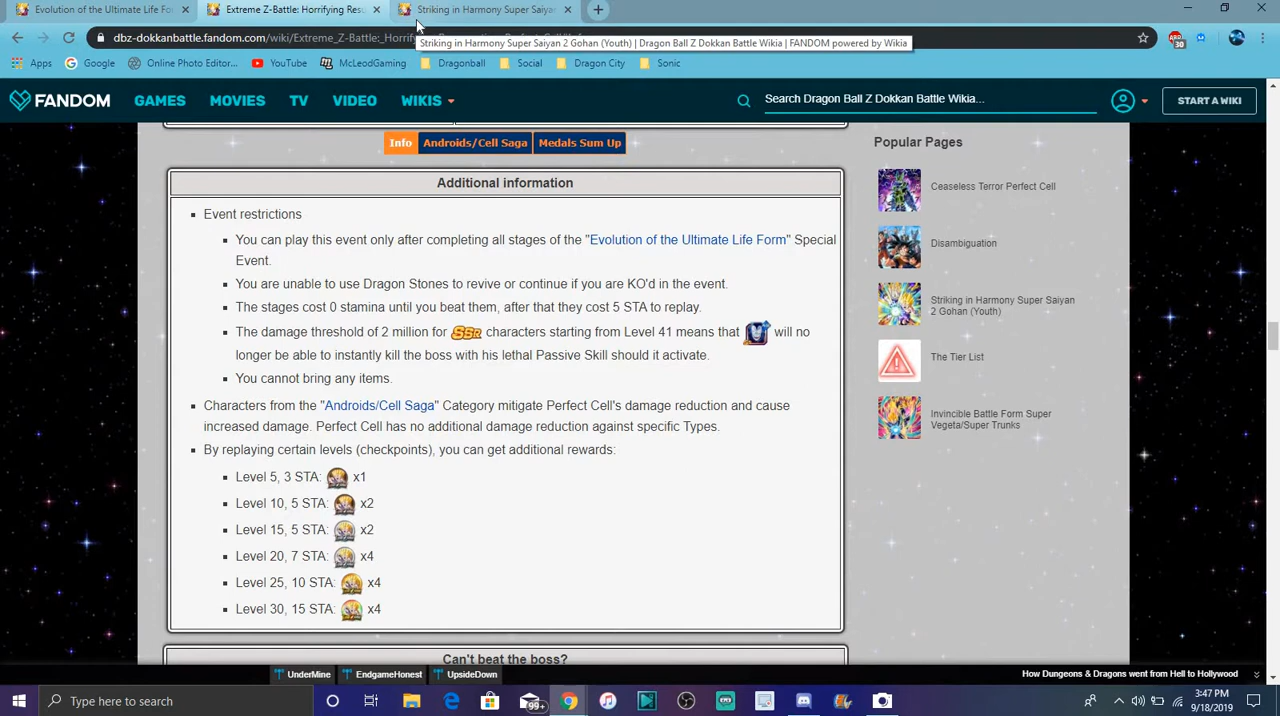 Evolution of the Ultimate Life Fo
Extreme Z-Battle: Horrifying Resu
Striking in Harmony Super Saiyan
dbz-dokkanbattle.fandom.com/wiki/Extreme_Z-Battle:_Horrify
Striking in Harmony Super Saiyan 2 Gohan (Youth) | Dragon Ball Z Dokkan Battle Wikia | FANDOM powered by Wikia
30
Apps
Google
Online Photo Editor...
YouTube
McLeodGaming
Dragonball
Social
Dragon City
Sonic
FANDOM
GAMES
MOVIES
TV
VIDEO
WIKIS
Search Dragon Ball Z Dokkan Battle Wikia...
START A WIKI
Info
Androids/Cell Saga
Medals Sum Up
Additional information
Event restrictions
You can play this event only after completing all stages of the "Evolution of the Ultimate Life Form" Special
Event.
You are unable to use Dragon Stones to revive or continue if you are KO'd in the event.
The stages cost 0 stamina until you beat them, after that they cost 5 STA to replay.
The damage threshold of 2 million for SSR characters starting from Level 41 means that will no
longer be able to instantly kill the boss with his lethal Passive Skill should it activate.
You cannot bring any items.
Characters from the "Androids/Cell Saga" Category mitigate Perfect Cell's damage reduction and cause
increased damage. Perfect Cell has no additional damage reduction against specific Types.
By replaying certain levels (checkpoints), you can get additional rewards:
Level 5, 3 STA: x1
Level 10, 5 STA: x2
Level 15, 5 STA: x2
Level 20, 7 STA: x4
Level 25, 10 STA: x4
Level 30, 15 STA: x4
Can't beat the boss?
Popular Pages
Ceaseless Terror Perfect Cell
Disambiguation
Striking in Harmony Super Saiyan
2 Gohan (Youth)
The Tier List
Invincible Battle Form Super
Vegeta/Super Trunks
UnderMine
EndgameHonest
UpsideDown
How Dungeons & Dragons went from Hell to Hollywood
Type here to search
99+
3:47 PM
9/18/2019